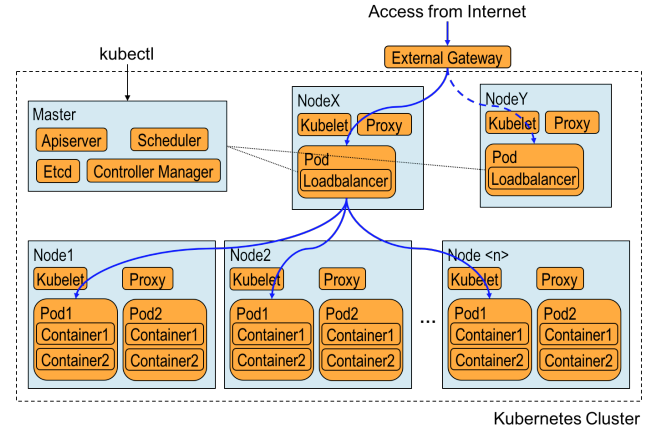 Access from Internet
External Gateway
kubectl
Master
Apiserver
Scheduler
Etcd
Controller Manager
NodeX
Kubelet
Proxy
Pod
Loadbalancer
NodeY
Kubelet
Proxy
Pod
Loadbalancer
Node1
Kubelet
Proxy
Pod1
Container1
Container2
Pod2
Container1
Container2
Node2
Kubelet
Proxy
Pod1
Container1
Container2
Pod2
Container1
Container2
...
Node <n>
Kubelet
Proxy
Pod1
Container1
Container2
Pod2
Container1
Container2
Kubernetes Cluster